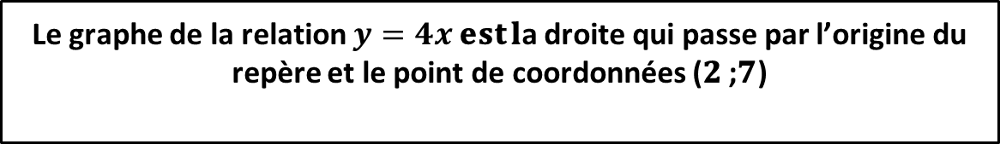 Le graphe de la relation 𝒚 = 𝟒𝒙 est la droite qui passe par l’origine du
repère et le point de coordonnées (2 ;7)